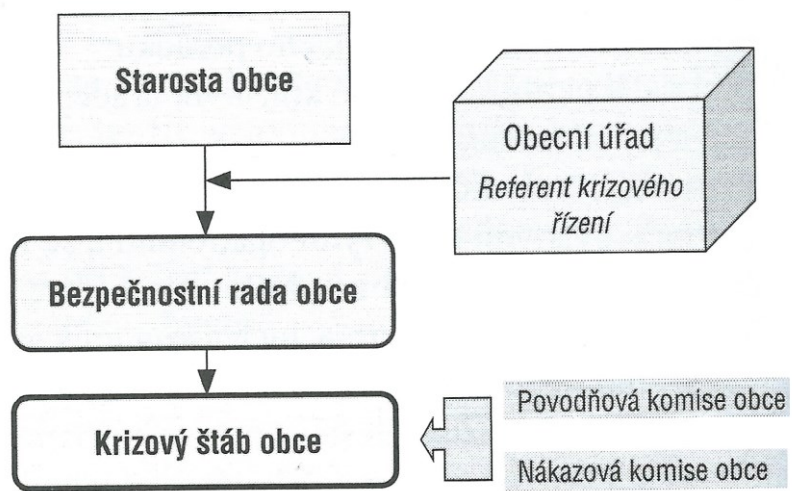 Starosta obce
Obecní úřad
Referent krizového
řízení
Bezpečnostní rada obce
Krizový štáb obce
Povodňová komise obce
Nákazová komise obce